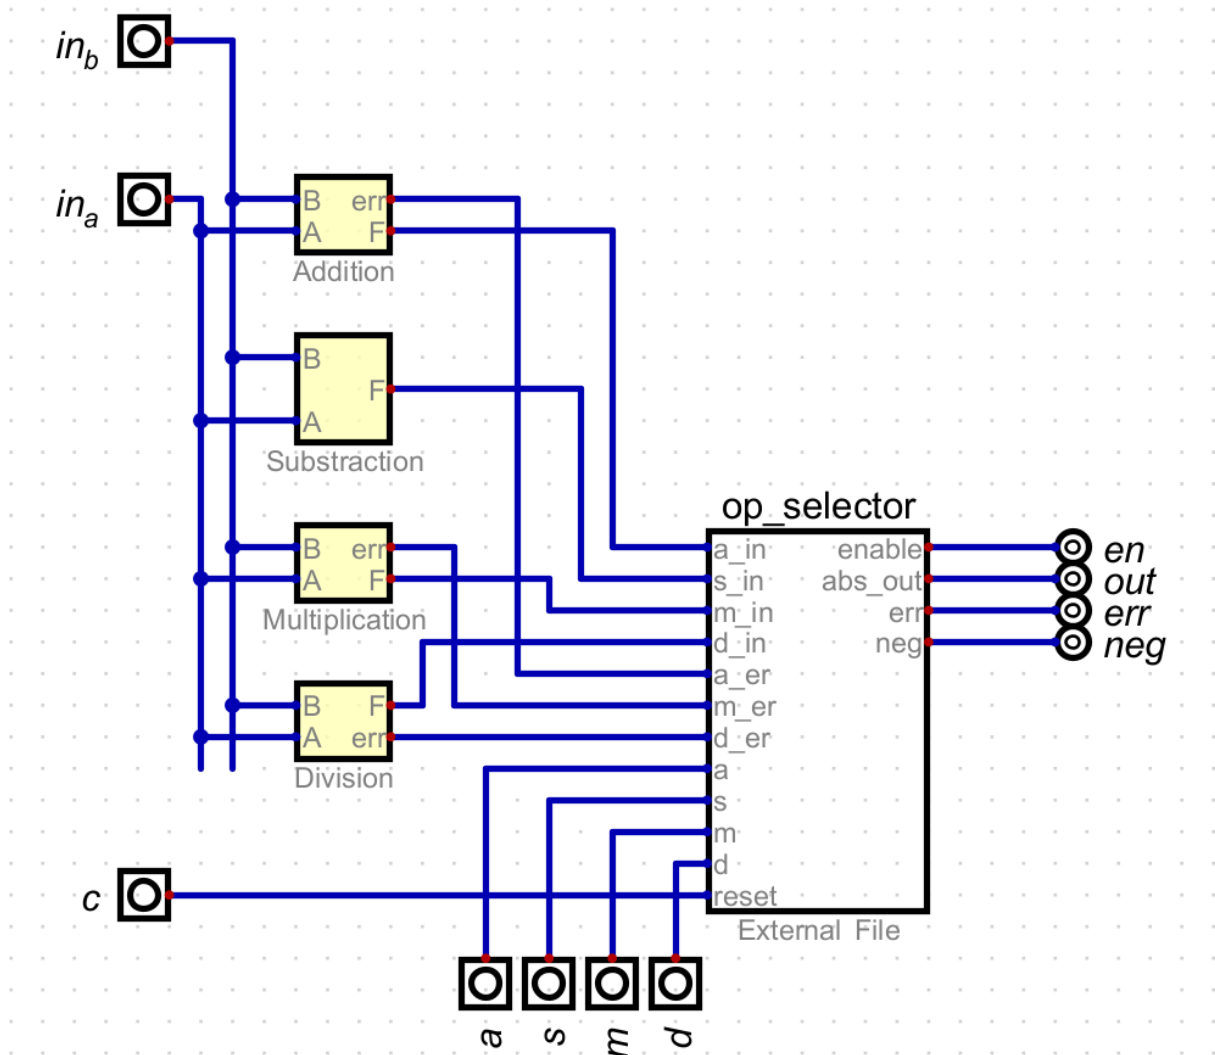 in_b
in_a
B err
A F
Addition
B
F
A
Substraction
B err
A F
Multiplication
B F
A err
Division
op_selector
a_in enable
s_in abs_out
m_in err
d_in neg
a_er
m_er
d_er
a
s
m
d
reset
External File
en
out
err
neg
c
a
s
m
d